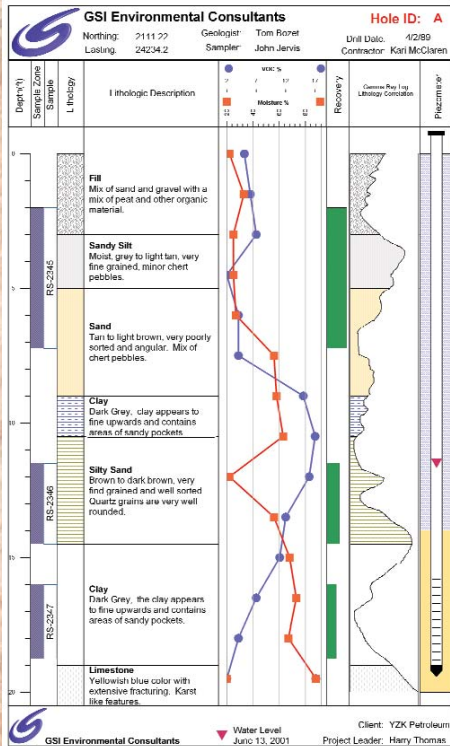 GSI Environmental Consultants
Hole ID: A
Northing: 2111.22
Geologist: Tom Bozet
Drill Date: 4/2/89
Lasting: 24234.2
Sampler: John Jervis
Contractor: Kari McClaren
Depth(ft)
Sample Zone
Lithology
Lithologic Description
VOC %
2 7 12 17
Moisture %
Recovery
Gamma Ray Log
Lithology Correlation
Piezometer
0
Fill
Mix of sand and gravel with a
mix of peat and other organic
material.
RS-2345
Sandy Silt
Moist, grey to light tan, very
fine grained, minor chert
pebbles.
5
Sand
Tan to light brown, very poorly
sorted and angular. Mix of
chert pebbles.
Clay
Dark Grey, clay appears to
fine upwards and contains
areas of sandy pockets
10
Silty Sand
Brown to dark brown, very
find grained and well sorted
Quartz grains are very well
rounded.
RS-2346
15
Clay
Dark Grey, the clay appears
to fine upwards and contains
areas of sandy pockets.
RS-2347
Limestone
Yellowish blue color with
extensive fracturing. Karst
like features.
20
GSI Environmental Consultants
Water Level
June 13, 2001
Client: YZK Petroleum
Project Leader: Harry Thomas